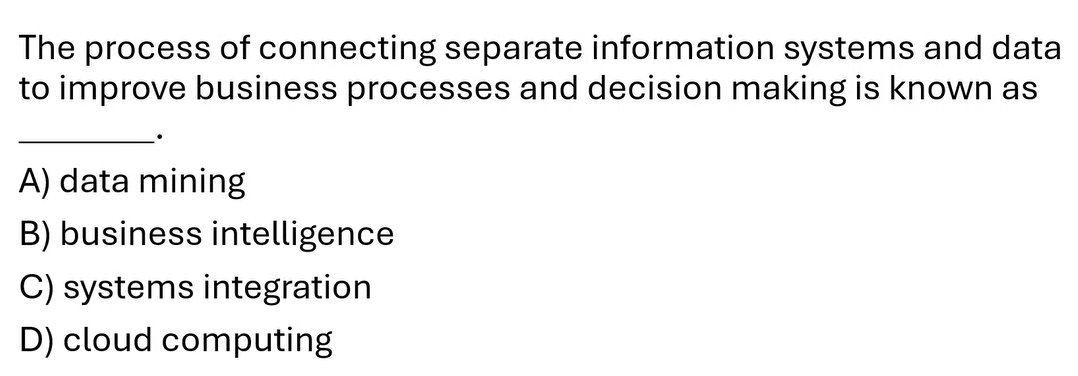 The process of connecting separate information systems and data
to improve business processes and decision making is known as
_________.
A) data mining
B) business intelligence
C) systems integration
D) cloud computing